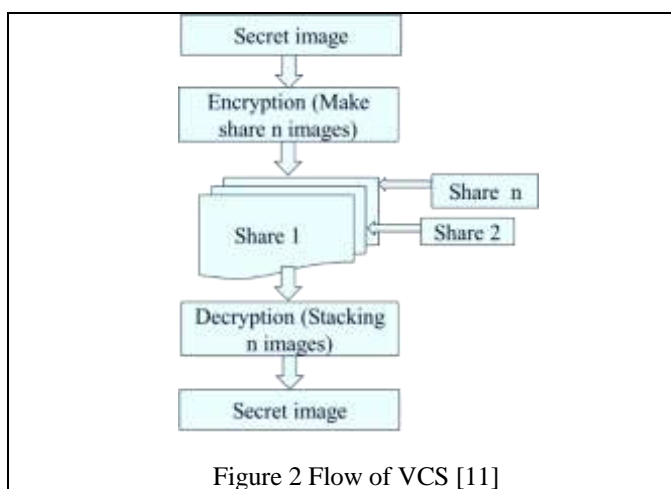 Secret image
Encryption (Make
share n images)
Share n
Share 1
Share 2
Decryption (Stacking
n images)
Secret image
Figure 2 Flow of VCS [11]